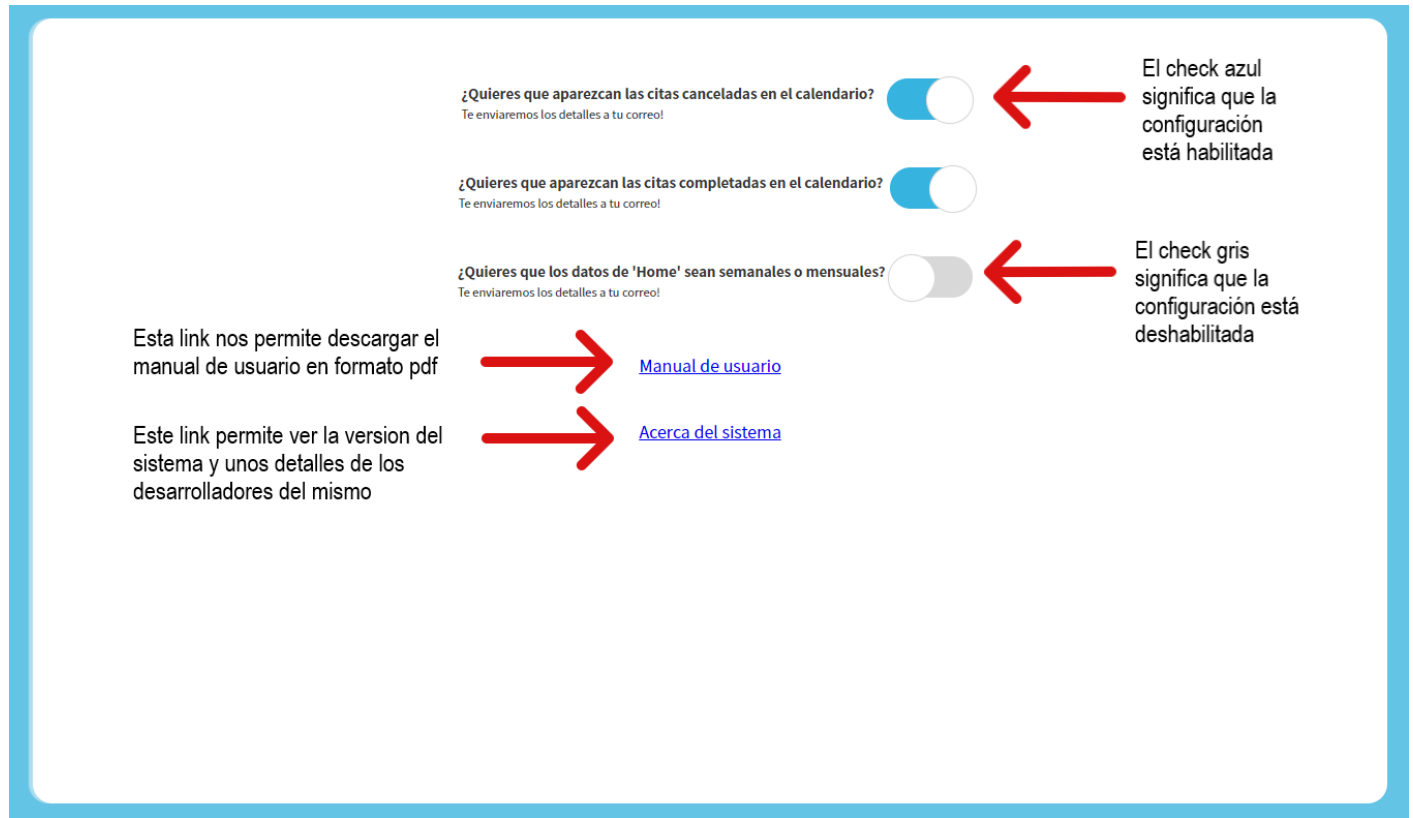 ¿Quieres que aparezcan las citas canceladas en el calendario?
Te enviaremos los detalles a tu correo!
El check azul
significa que la
configuración
está habilitada
¿Quieres que aparezcan las citas completadas en el calendario?
Te enviaremos los detalles a tu correo!
¿Quieres que los datos de 'Home' sean semanales o mensuales?
Te enviaremos los detalles a tu correo!
El check gris
significa que la
configuración está
deshabilitada
Esta link nos permite descargar el
manual de usuario en formato pdf
Manual de usuario
Este link permite ver la version del
sistema y unos detalles de los
desarrolladores del mismo
Acerca del sistema